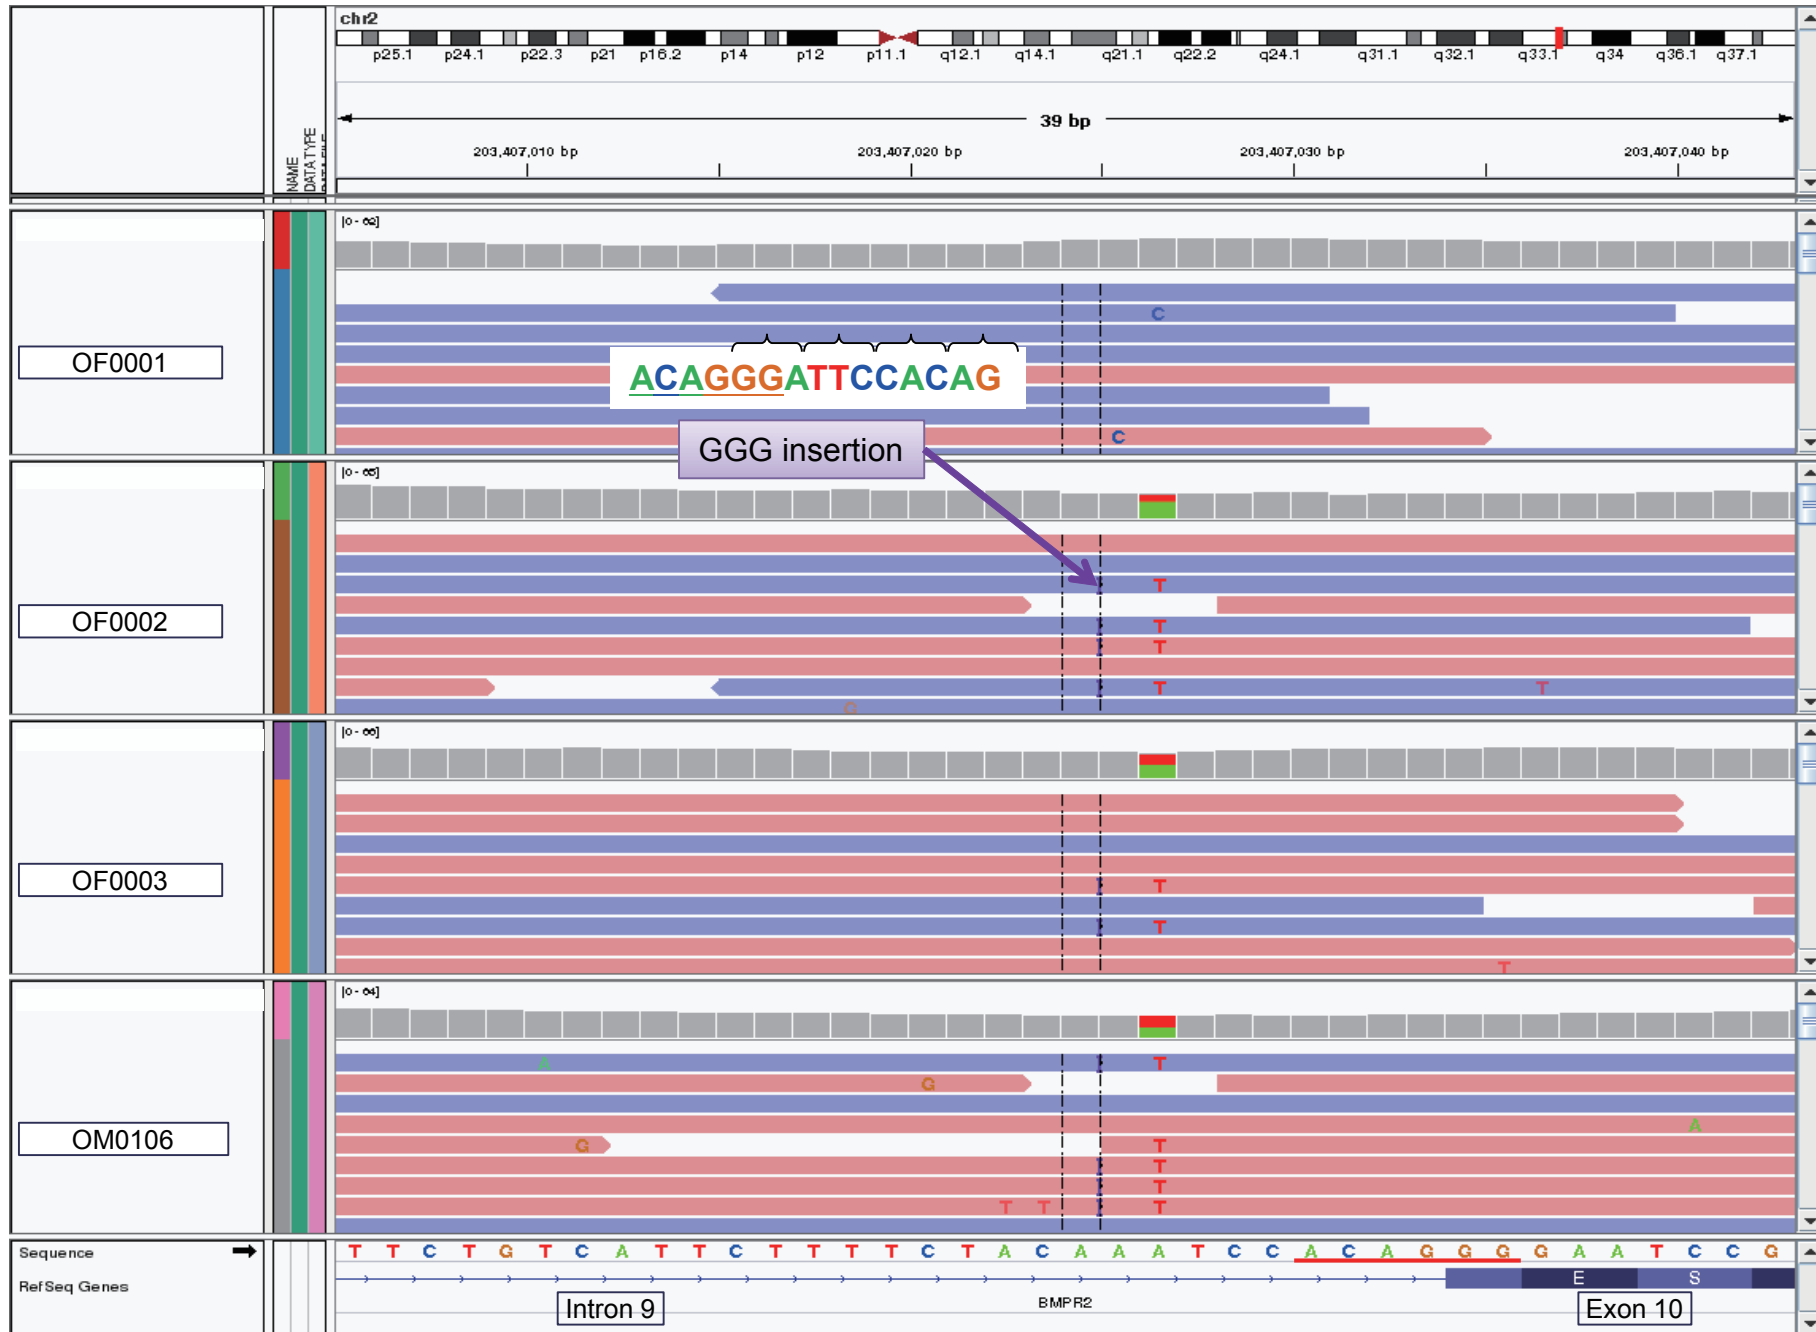 chr2
p25.1 p24.1 p22.3 p21 p16.2 p14 p12 p11.1 q12.1 q14.1 q21.1 q22.2 q24.1 q31.1 q32.1 q33.1 q34 q36.1 q37.1
39 bp
203,407,010 bp 203,407,020 bp 203,407,030 bp 203,407,040 bp
NAME
DATA TYPE
OF0001
C
ACAGGGATTCCACAG
GGG insertion
C
OF0002
T
T
T
T T
G
OF0003
T
T
T
OM0106
A T
G
A
G T
T
T
T T T
Sequence T T C T G T C A T T C T T T T C T A C A A A T C C A C A G G G G A A T C C G
RefSeq Genes E S
BMPR2
Intron 9 Exon 10